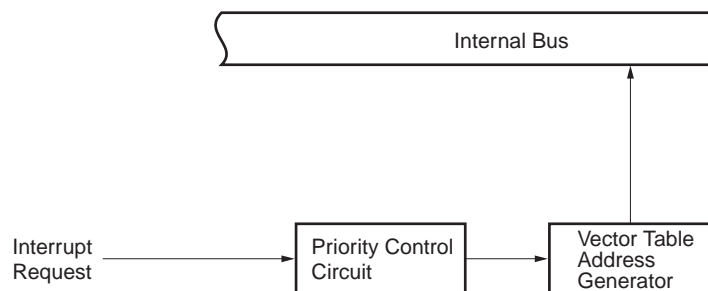 Internal Bus
Interrupt
Request
Priority Control
Circuit
Vector Table
Address
Generator